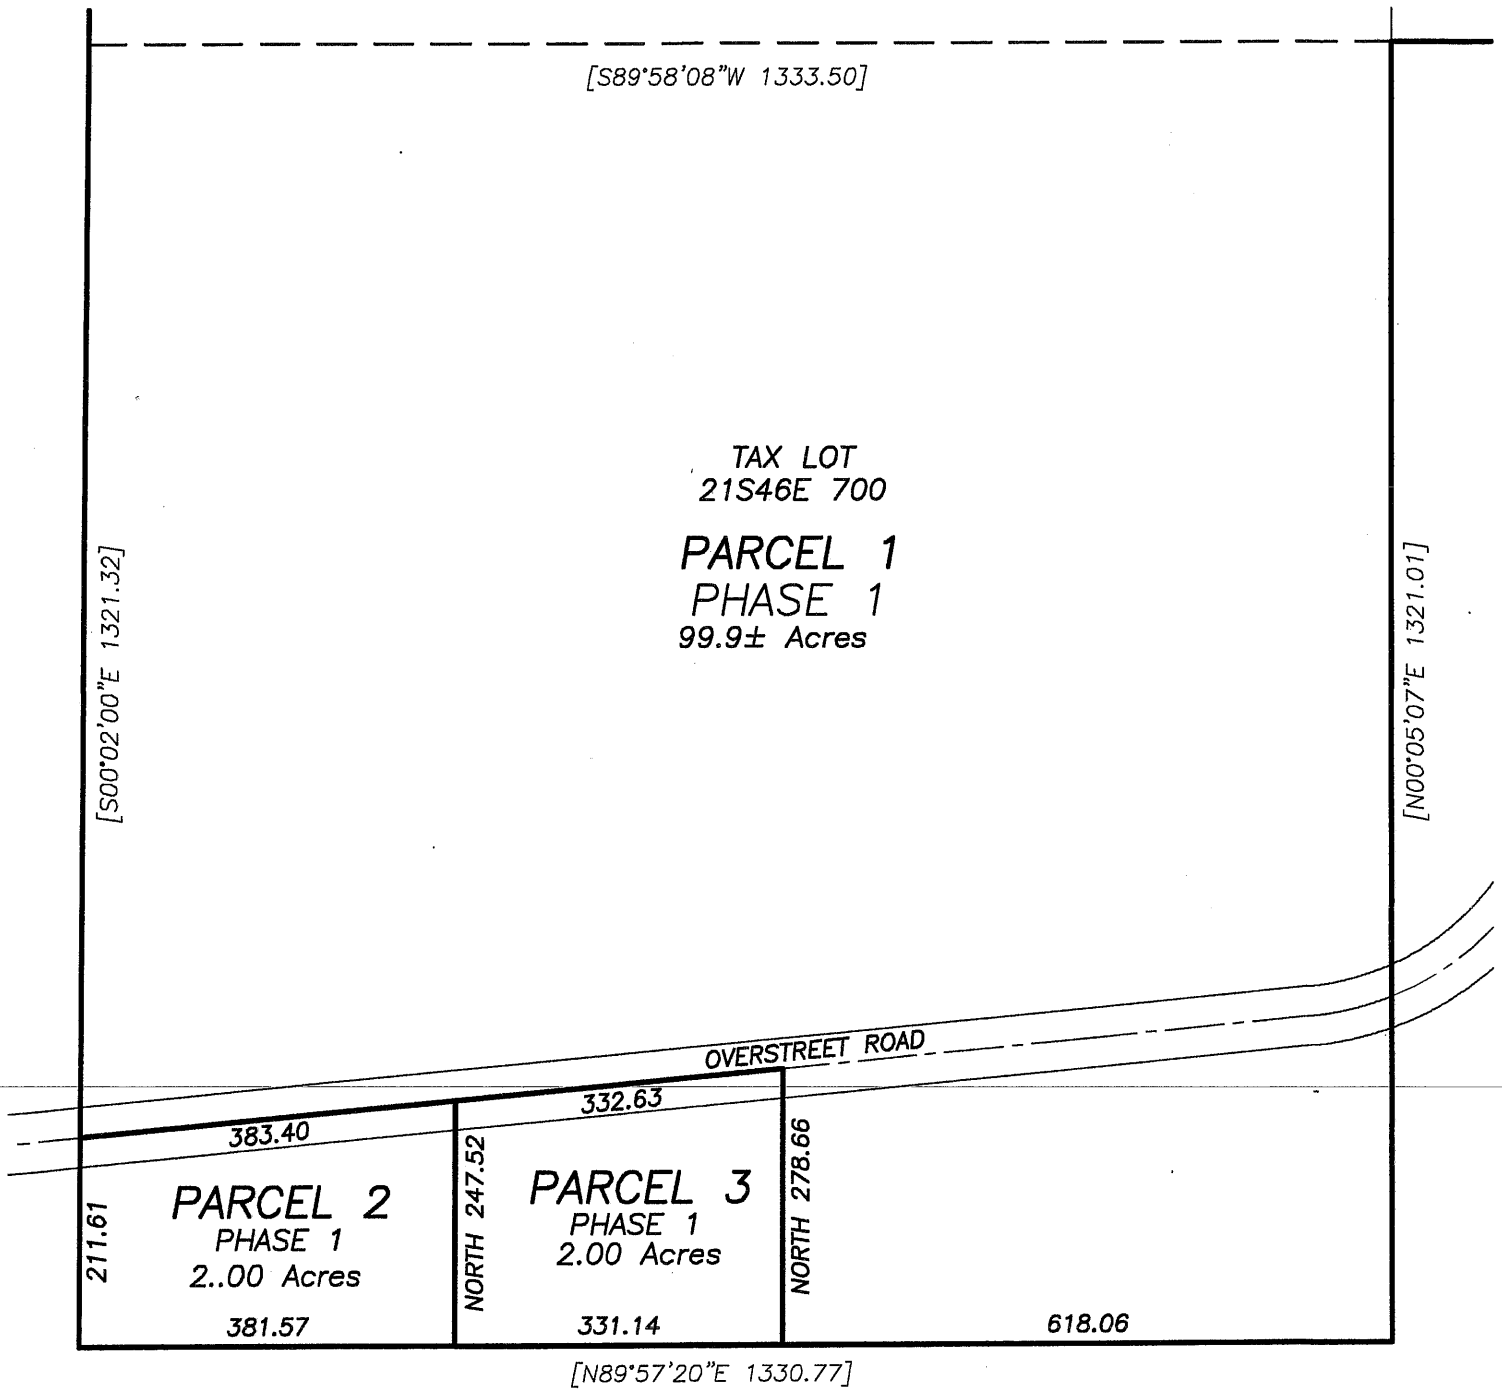 [S89°58'08"W 1333.50]
TAX LOT
21S46E 700
PARCEL 1
PHASE 1
99.9± Acres
[S00°02'00"E 1321.32]
[N00°05'07"E 1321.01]
OVERSTREET ROAD
332.63
383.40
211.61
PARCEL 2
PHASE 1
2..00 Acres
381.57
NORTH 247.52
PARCEL 3
PHASE 1
2.00 Acres
331.14
NORTH 278.66
618.06
[N89°57'20"E 1330.77]